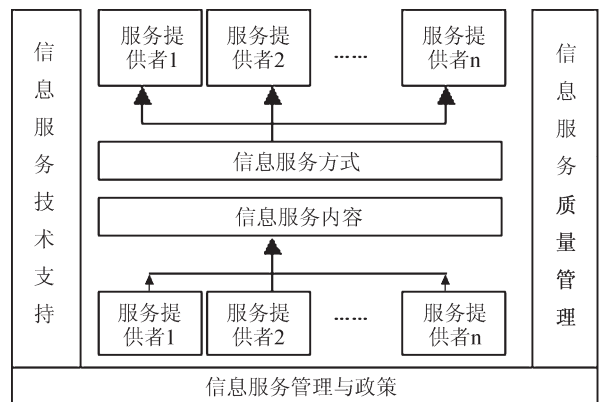 信息服务技术支持
服务提
供者1
服务提
供者2
……
服务提
供者n
信息服务方式
信息服务内容
服务提
供者1
服务提
供者2
……
服务提
供者n
信息服务质量管理
信息服务管理与政策